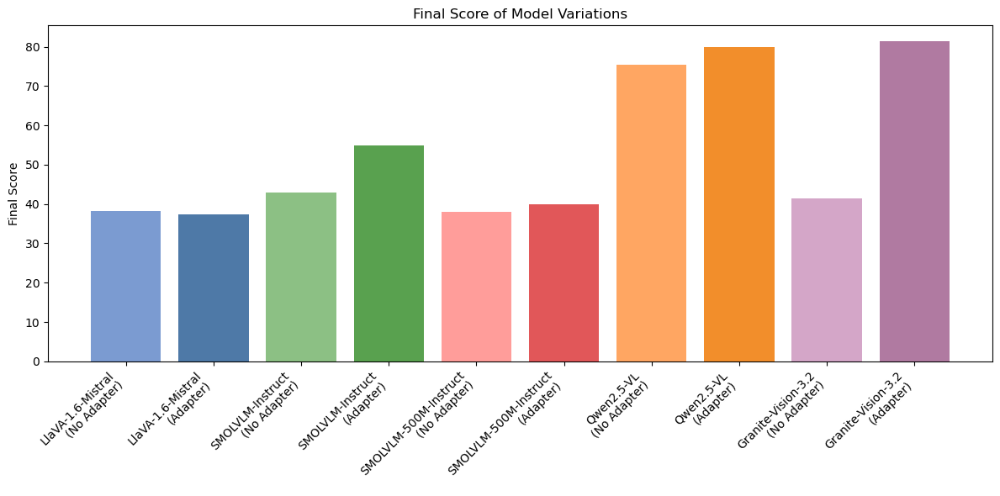 Final Score of Model Variations
Final Score
80
70
60
50
40
30
20
10
0
LlaVA-1.6-Mistral
(No Adapter)
LlaVA-1.6-Mistral
(Adapter)
SMOLVLM-Instruct
(No Adapter)
SMOLVLM-Instruct
(Adapter)
SMOLVLM-500M-Instruct
(No Adapter)
SMOLVLM-500M-Instruct
(Adapter)
Qwen2.5-VL
(No Adapter)
Qwen2.5-VL
(Adapter)
Granite-Vision-3.2
(No Adapter)
Granite-Vision-3.2
(Adapter)